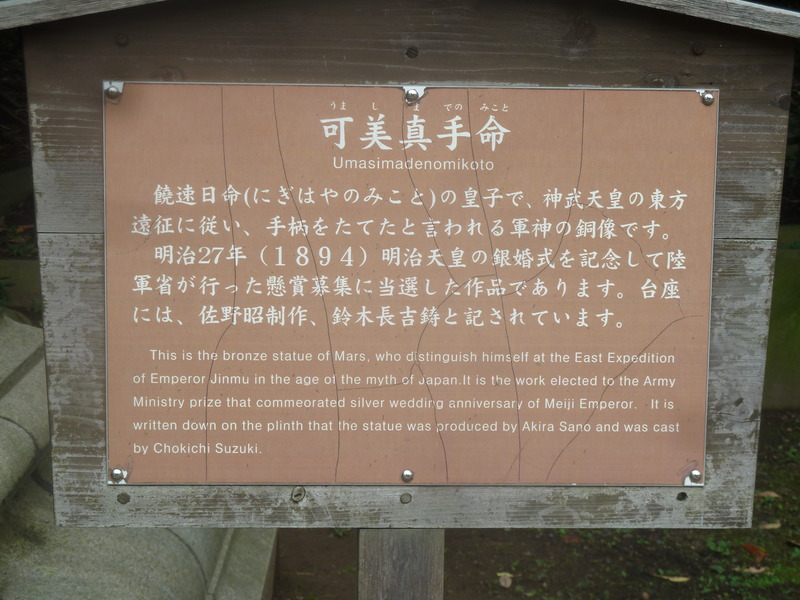 うま し ま での みこと
可美真手命
Umasimadenomikoto
饒速日命(にぎはやのみこと)の皇子で、神武天皇の東方
遠征に従い、手柄をたてたと言われる軍神の銅像です。
明治27年（１８９４）明治天皇の銀婚式を記念して陸
軍省が行った懸賞募集に当選した作品であります。台座
には、佐野昭制作、鈴木長吉鋳と記されています。
This is the bronze statue of Mars, who distinguish himself at the East Expedition
of Emperor Jinmu in the age of the myth of Japan.It is the work elected to the Army
Ministry prize that commeorated silver wedding anniversary of Meiji Emperor. It is
written down on the plinth that the statue was produced by Akira Sano and was cast
by Chokichi Suzuki.